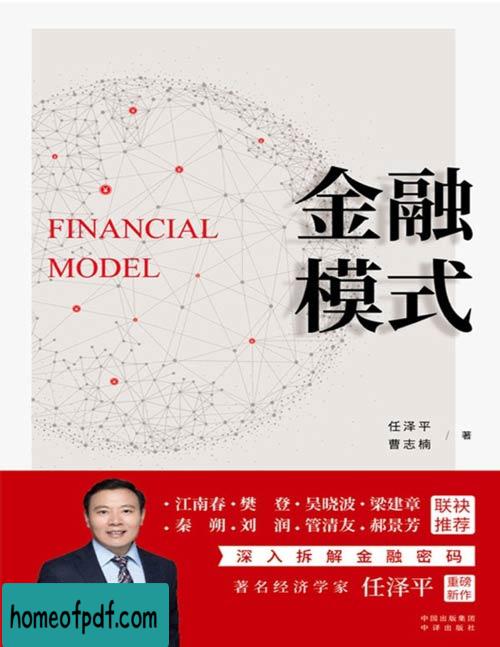 金融
模式
FINANCIAL
MODEL
任泽平
曹志楠
/ 著
·江南春·樊 登·吴晓波·梁建章
·秦 朔·刘 润·管清友·郝景芳
联袂
推荐
深入拆解金融密码
著名经济学家 任泽平
重磅
新作
中国出版集团
中译出版社
homeofpdf.com